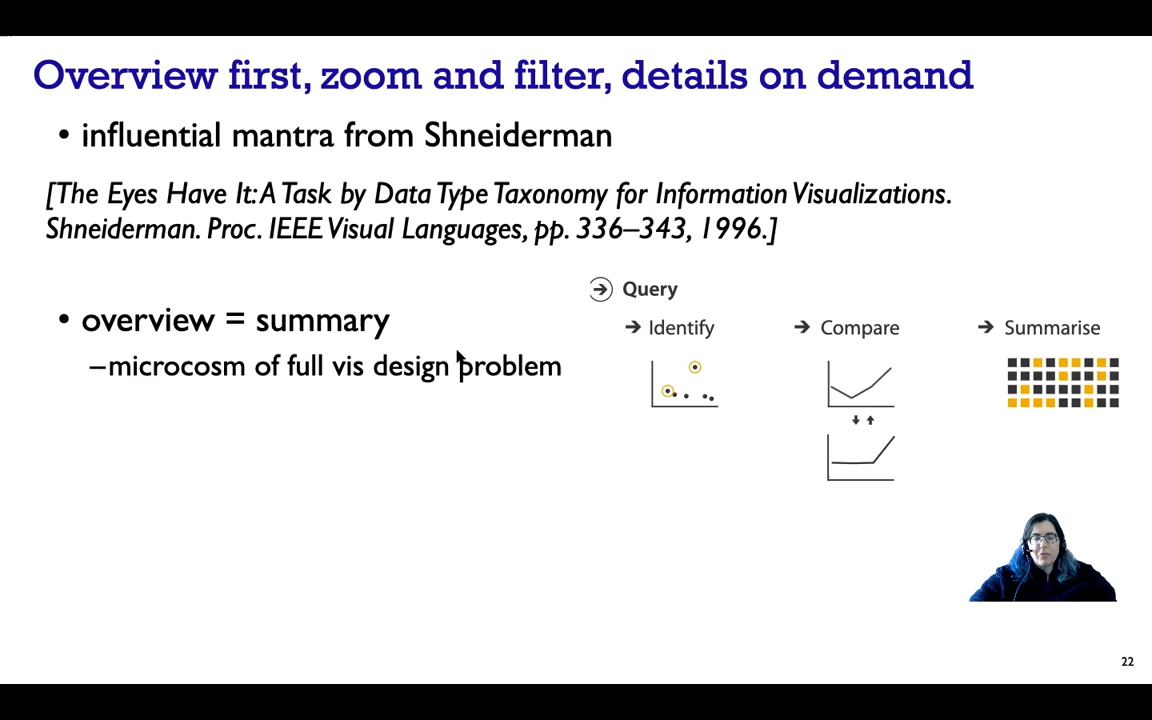 Overview first, zoom and filter, details on demand
• influential mantra from Shneiderman
[The Eyes Have It: A Task by Data Type Taxonomy for Information Visualizations.
Shneiderman. Proc. IEEE Visual Languages, pp. 336–343, 1996.]
• overview = summary
–microcosm of full vis design problem
Query
Identify
Compare
Summarise
22